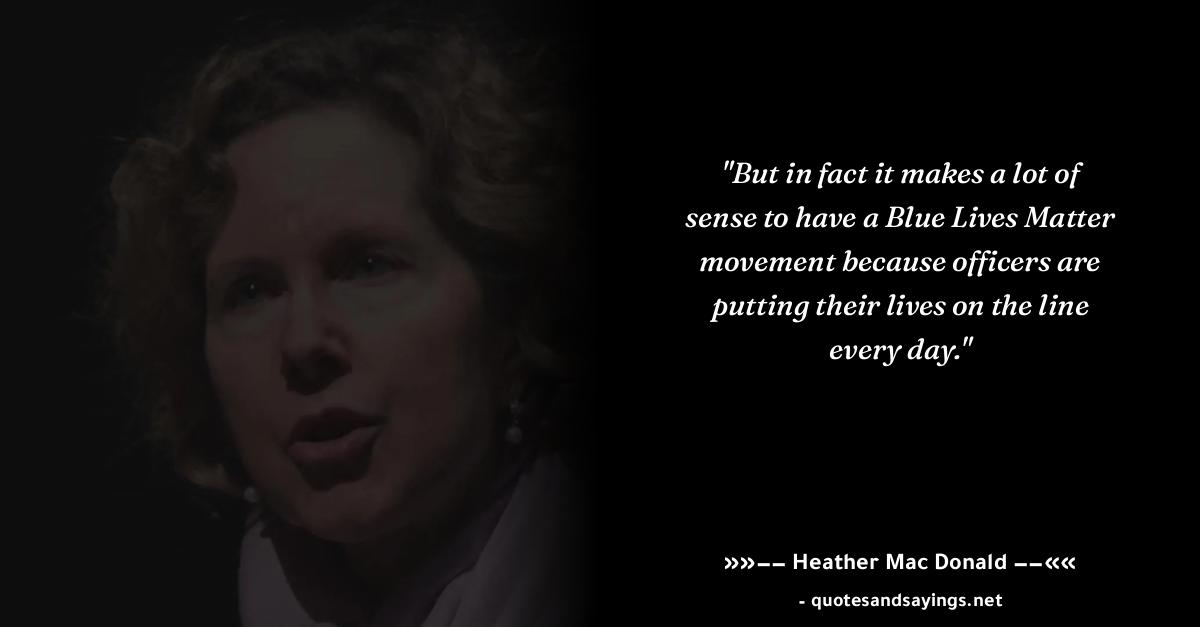 "But in fact it makes a lot of
sense to have a Blue Lives Matter
movement because officers are
putting their lives on the line
every day."
»»–– Heather Mac Donald ––««
- quotesandsayings.net